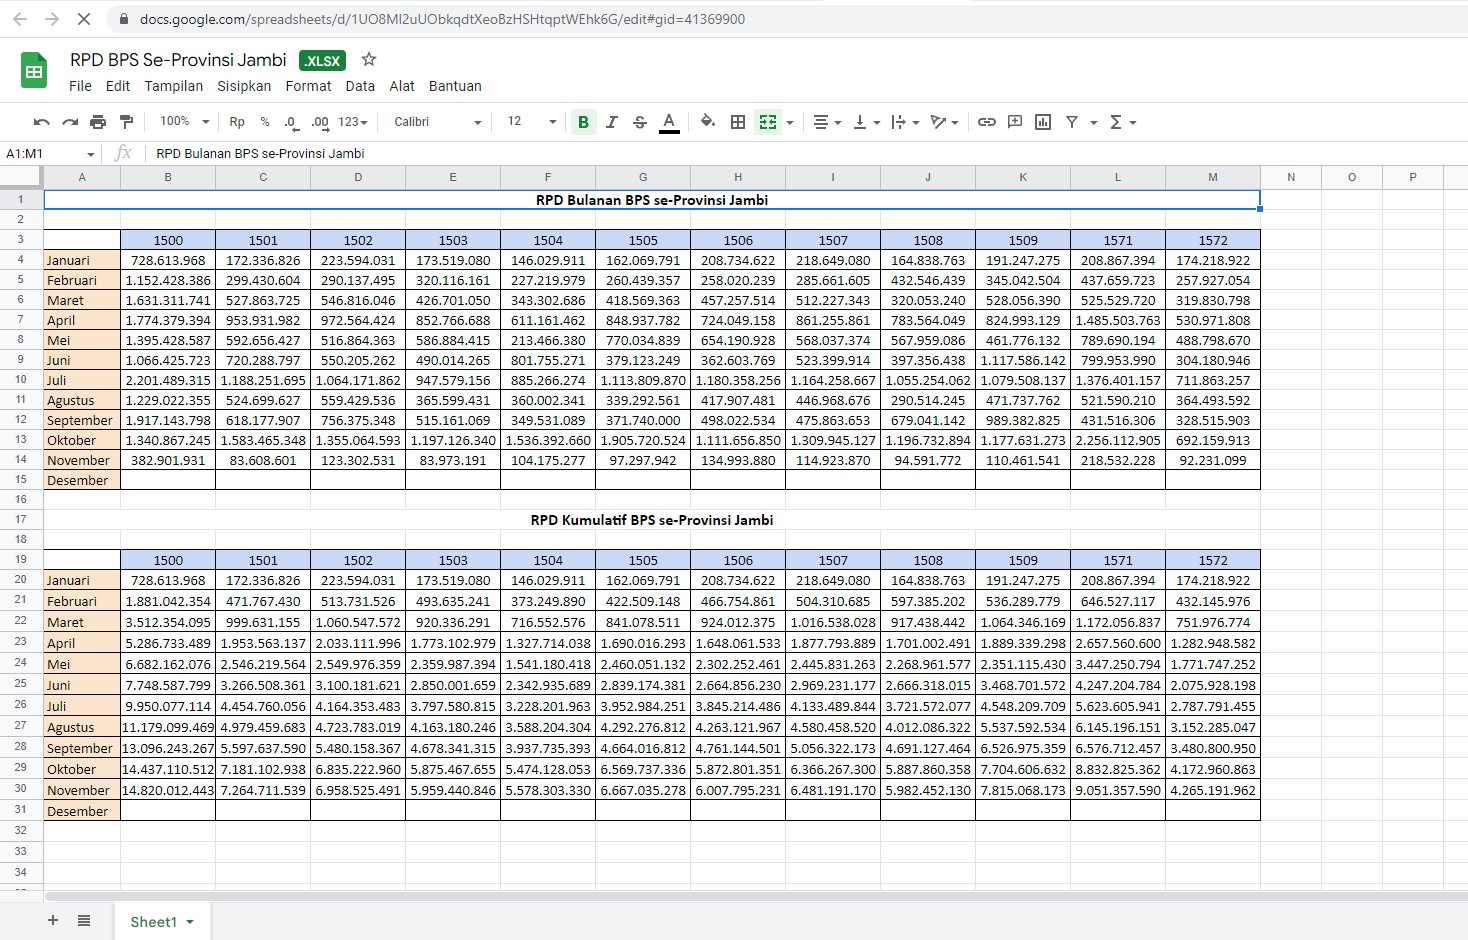 docs.google.com/spreadsheets/d/1UO8MI2uUObkqdtXeoBzHSHtqptWEhk6G/edit#gid=41369900
RPD BPS Se-Provinsi Jambi .XLSX
File Edit Tampilan Sisipkan Format Data Alat Bantuan
100% Rp % .0 .00 123 Calibri 12 B I S A
A1:M1 fx RPD Bulanan BPS se-Provinsi Jambi
A B C D E F G H I J K L M N O P
1 RPD Bulanan BPS se-Provinsi Jambi
2
3 1500 1501 1502 1503 1504 1505 1506 1507 1508 1509 1571 1572
4 Januari 728.613.968 172.336.826 223.594.031 173.519.080 146.029.911 162.069.791 208.734.622 218.649.080 164.838.763 191.247.275 208.867.394 174.218.922
5 Februari 1.152.428.386 299.430.604 290.137.495 320.116.161 227.219.979 260.439.357 258.020.239 285.661.605 432.546.439 345.042.504 437.659.723 257.927.054
6 Maret 1.631.311.741 527.863.725 546.816.046 426.701.050 343.302.686 418.569.363 457.257.514 512.227.343 320.053.240 528.056.390 525.529.720 319.830.798
7 April 1.774.379.394 953.931.982 972.564.424 852.766.688 611.161.462 848.937.782 724.049.158 861.255.861 783.564.049 824.993.129 1.485.503.763 530.971.808
8 Mei 1.395.428.587 592.656.427 516.864.363 586.884.415 213.466.380 770.034.839 654.190.928 568.037.374 567.959.086 461.776.132 789.690.194 488.798.670
9 Juni 1.066.425.723 720.288.797 550.205.262 490.014.265 801.755.271 379.123.249 362.603.769 523.399.914 397.356.438 1.117.586.142 799.953.990 304.180.946
10 Juli 2.201.489.315 1.188.251.695 1.064.171.862 947.579.156 885.266.274 1.113.809.870 1.180.358.256 1.164.258.667 1.055.254.062 1.079.508.137 1.376.401.157 711.863.257
11 Agustus 1.229.022.355 524.699.627 559.429.536 365.599.431 360.002.341 339.292.561 417.907.481 446.968.676 290.514.245 471.737.762 521.590.210 364.493.592
12 September 1.917.143.798 618.177.907 756.375.348 515.161.069 349.531.089 371.740.000 498.022.534 475.863.653 679.041.142 989.382.825 431.516.306 328.515.903
13 Oktober 1.340.867.245 1.583.465.348 1.355.064.593 1.197.126.340 1.536.392.660 1.905.720.524 1.111.656.850 1.309.945.127 1.196.732.894 1.177.631.273 2.256.112.905 692.159.913
14 November 382.901.931 83.608.601 123.302.531 83.973.191 104.175.277 97.297.942 134.993.880 114.923.870 94.591.772 110.461.541 218.532.228 92.231.099
15 Desember
16
17 RPD Kumulatif BPS se-Provinsi Jambi
18
19 1500 1501 1502 1503 1504 1505 1506 1507 1508 1509 1571 1572
20 Januari 728.613.968 172.336.826 223.594.031 173.519.080 146.029.911 162.069.791 208.734.622 218.649.080 164.838.763 191.247.275 208.867.394 174.218.922
21 Februari 1.881.042.354 471.767.430 513.731.526 493.635.241 373.249.890 422.509.148 466.754.861 504.310.685 597.385.202 536.289.779 646.527.117 432.145.976
22 Maret 3.512.354.095 999.631.155 1.060.547.572 920.336.291 716.552.576 841.078.511 924.012.375 1.016.538.028 917.438.442 1.064.346.169 1.172.056.837 751.976.774
23 April 5.286.733.489 1.953.563.137 2.033.111.996 1.773.102.979 1.327.714.038 1.690.016.293 1.648.061.533 1.877.793.889 1.701.002.491 1.889.339.298 2.657.560.600 1.282.948.582
24 Mei 6.682.162.076 2.546.219.564 2.549.976.359 2.359.987.394 1.541.180.418 2.460.051.132 2.302.252.461 2.445.831.263 2.268.961.577 2.351.115.430 3.447.250.794 1.771.747.252
25 Juni 7.748.587.799 3.266.508.361 3.100.181.621 2.850.001.659 2.342.935.689 2.839.174.381 2.664.856.230 2.969.231.177 2.666.318.015 3.468.701.572 4.247.204.784 2.075.928.198
26 Juli 9.950.077.114 4.454.760.056 4.164.353.483 3.797.580.815 3.228.201.963 3.952.984.251 3.845.214.486 4.133.489.844 3.721.572.077 4.548.209.709 5.623.605.941 2.787.791.455
27 Agustus 11.179.099.469 4.979.459.683 4.723.783.019 4.163.180.246 3.588.204.304 4.292.276.812 4.263.121.967 4.580.458.520 4.012.086.322 5.537.592.534 6.145.196.151 3.152.285.047
28 September 13.096.243.267 5.597.637.590 5.480.158.367 4.678.341.315 3.937.735.393 4.664.016.812 4.761.144.501 5.056.322.173 4.691.127.464 6.526.975.359 6.576.712.457 3.480.800.950
29 Oktober 14.437.110.512 7.181.102.938 6.835.222.960 5.875.467.655 5.474.128.053 6.569.737.336 5.872.801.351 6.366.267.300 5.887.860.358 7.704.606.632 8.832.825.362 4.172.960.863
30 November 14.820.012.443 7.264.711.539 6.958.525.491 5.959.440.846 5.578.303.330 6.667.035.278 6.007.795.231 6.481.191.170 5.982.452.130 7.815.068.173 9.051.357.590 4.265.191.962
31 Desember
32
33
34
Sheet1